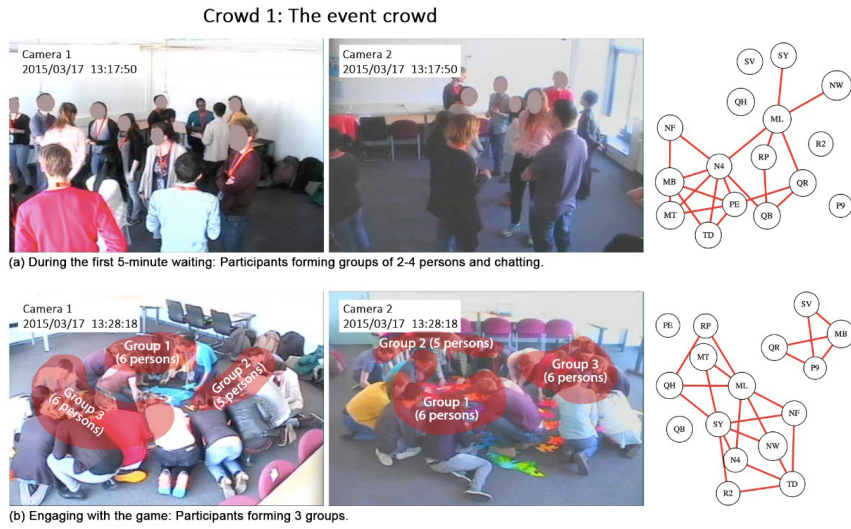 Crowd 1: The event crowd
Camera 1
2015/03/17 13:17:50
Camera 2
2015/03/17 13:17:50
SV
SY
NW
QH
ML
NF
R2
RP
N4
MB
QR
PE
P9
MT
QB
TD
(a) During the first 5-minute waiting: Participants forming groups of 2-4 persons and chatting.
Camera 1
2015/03/17 13:28:18
Group 1
(6 persons)
Group 2
(5 persons)
Group 3
(6 persons)
Camera 2
2015/03/17 13:28:18
Group 2 (5 persons)
Group 3
(6 persons)
Group 1
(6 persons)
SV
PE
RP
MB
QR
MT
P9
QH
ML
NF
SY
QB
NW
N4
TD
R2
(b) Engaging with the game: Participants forming 3 groups.